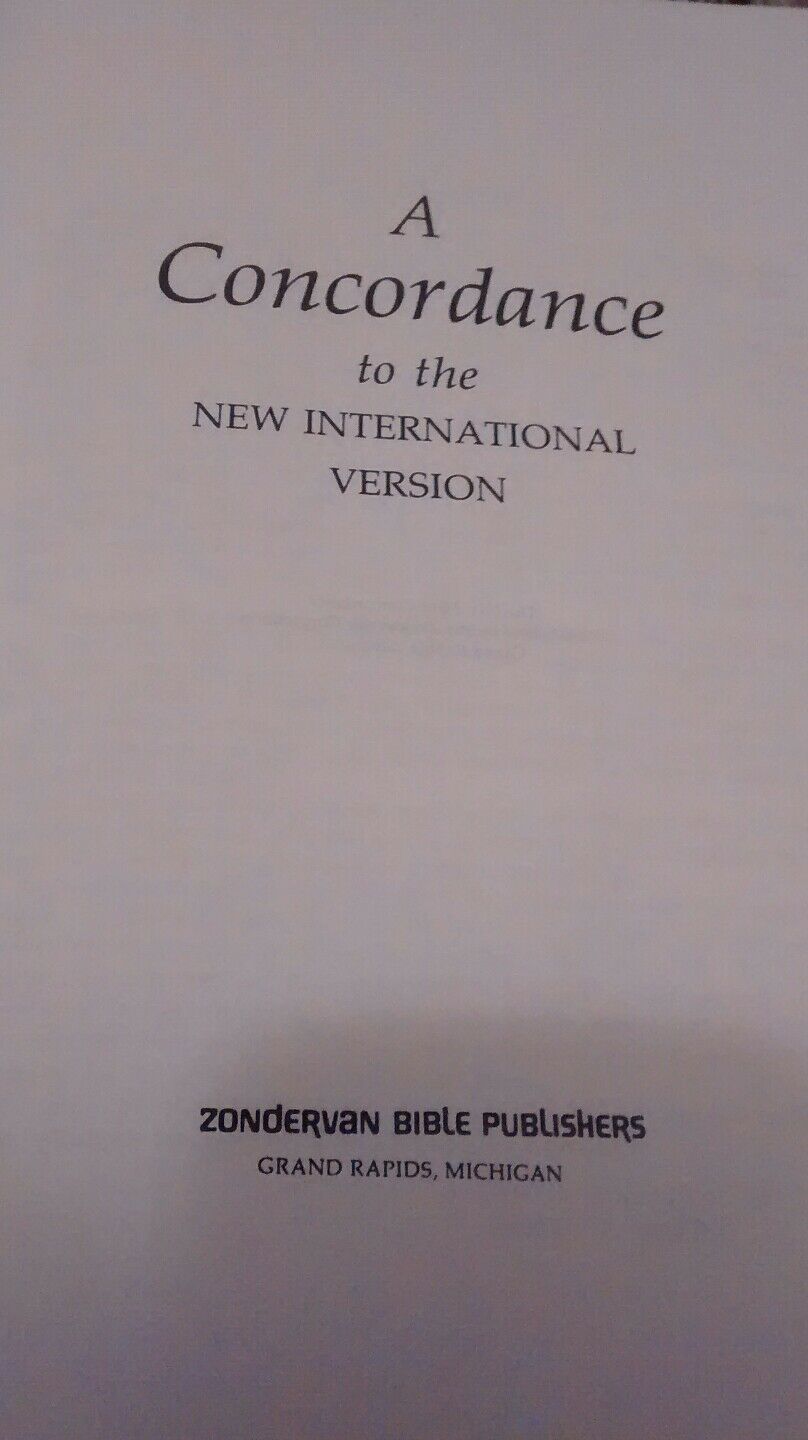 A
Concordance
to the
NEW INTERNATIONAL
VERSION
ZONDERVAN BIBLE PUBLISHERS
GRAND RAPIDS, MICHIGAN